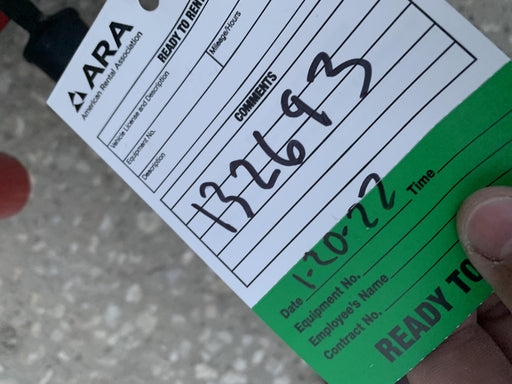 ARA
American Rental Association
READY TO RENT
Mileage/Hours
Vehicle License and Description
Equipment No.
Description
COMMENTS
132693
Date 1-20-22 Time
Equipment No.
Employee's Name
Contract No.
READY TO